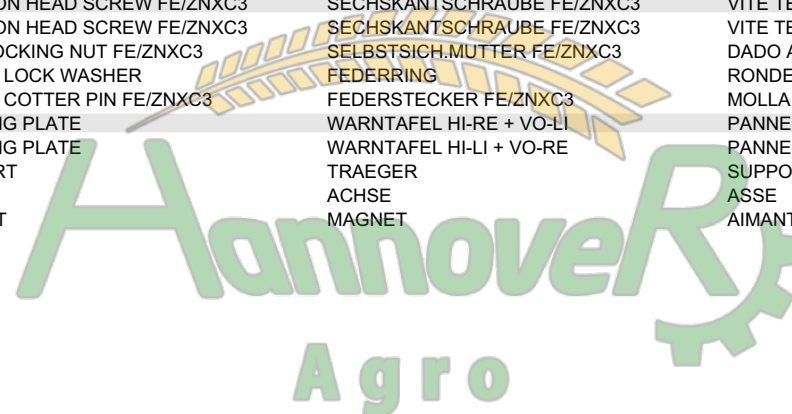 ON HEAD SCREW FE/ZNXC3 SECHSKANTSCHRAUBE FE/ZNXC3 VITE TE
ON HEAD SCREW FE/ZNXC3 SECHSKANTSCHRAUBE FE/ZNXC3 VITE TE
OCKING NUT FE/ZNXC3 SELBSTSICH.MUTTER FE/ZNXC3 DADO A
LOCK WASHER FEDERRING RONDE
COTTER PIN FE/ZNXC3 FEDERSTECKER FE/ZNXC3 MOLLA
NG PLATE WARNTAFEL HI-RE + VO-LI PANNE
NG PLATE WARNTAFEL HI-LI + VO-RE PANNE
RT TRAEGER SUPPO
ACHSE ASSE
T MAGNET AIMANT
HannoveR
Agro